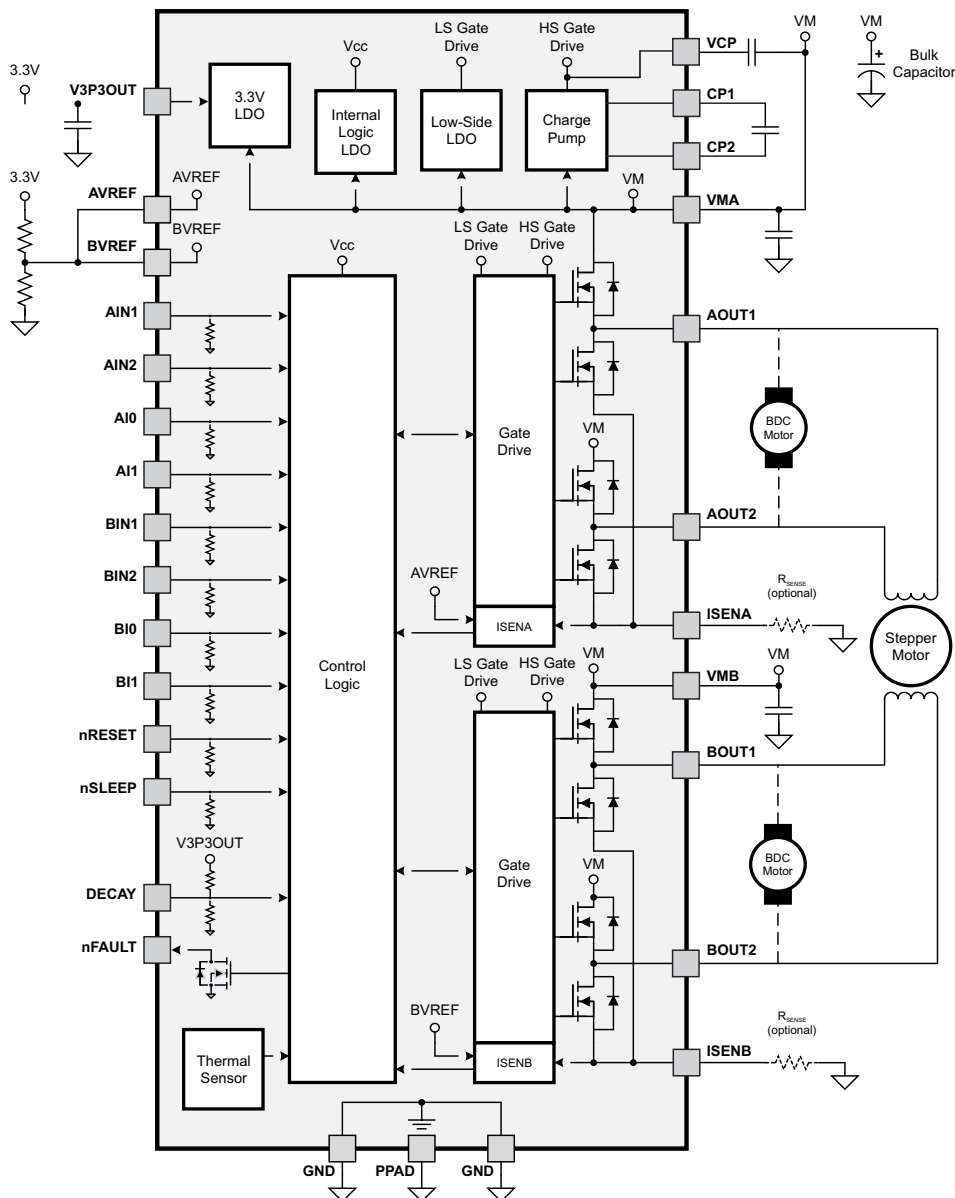 VM
VM
LS Gate
Drive
HS Gate
Drive
Vcc
VCP
Bulk
Capacitor
+
3.3V
V3P3OUT
3.3V
LDO
Internal
Logic
LDO
Low-Side
LDO
Charge
Pump
CP1
CP2
3.3V
AVREF
AVREF
VM
VMA
BVREF
BVREF
Vcc
LS Gate
Drive
HS Gate
Drive
AIN1
AOUT1
AIN2
AI0
BDC
Motor
Gate
Drive
VM
AI1
BIN1
AOUT2
BIN2
AVREF
RSENSE
(optional)
ISENA
ISENA
BI0
Stepper
Motor
Control
Logic
LS Gate
Drive
HS Gate
Drive
VM
VM
BI1
VMB
nRESET
BOUT1
nSLEEP
V3P3OUT
Gate
Drive
VM
BDC
Motor
DECAY
nFAULT
BOUT2
BVREF
RSENSE
(optional)
Thermal
Sensor
ISENB
ISENB
GND
PPAD
GND